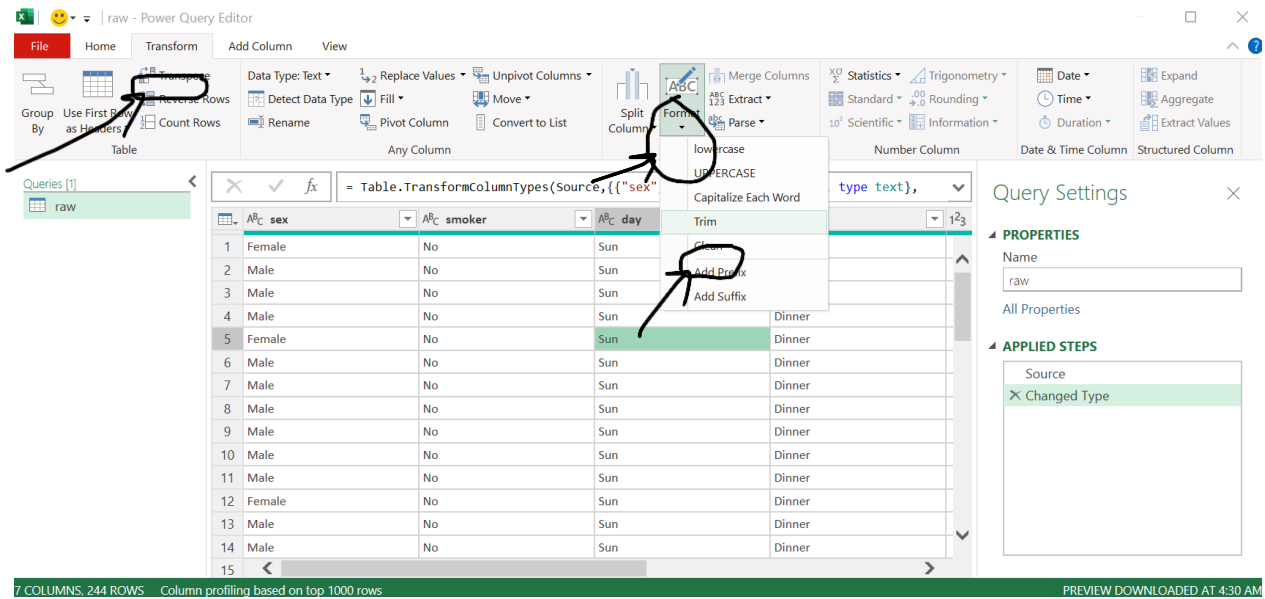 raw - Power Query Editor
File Home Transform Add Column View
Transpose Data Type: Text Replace Values Unpivot Columns Merge Columns Statistics Trigonometry Date Expand
Reverse Rows Detect Data Type Fill Move Extract Standard Rounding Time Aggregate
Group By Use First Row as Headers Count Rows Rename Pivot Column Convert to List Split Column Format Parse Scientific Information Duration Extract Values
Table Any Column Number Column Date & Time Column Structured Column
lowercase
UPPERCASE
Capitalize Each Word
Trim
Clean
Add Prefix
Add Suffix
Queries [1]
raw
fx = Table.TransformColumnTypes(Source,{{"sex" type text},
ABC sex ABC smoker ABC day 123
1 Female No Sun
2 Male No Sun
3 Male No Sun
4 Male No Sun Dinner
5 Female No Sun Dinner
6 Male No Sun Dinner
7 Male No Sun Dinner
8 Male No Sun Dinner
9 Male No Sun Dinner
10 Male No Sun Dinner
11 Male No Sun Dinner
12 Female No Sun Dinner
13 Male No Sun Dinner
14 Male No Sun Dinner
15
Query Settings
PROPERTIES
Name
raw
All Properties
APPLIED STEPS
Source
Changed Type
7 COLUMNS, 244 ROWS Column profiling based on top 1000 rows PREVIEW DOWNLOADED AT 4:30 AM